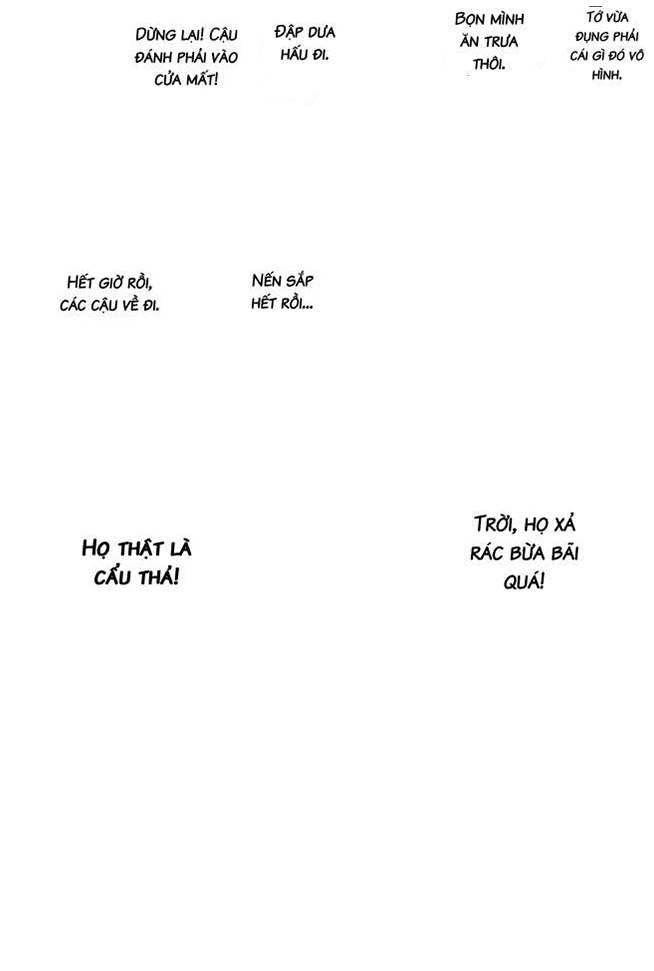 TỚ VỪA
ĐỤNG PHẢI
CÁI GÌ ĐÓ VÔ
HÌNH.
BỌN MÌNH
ĂN TRƯA
THÔI.
ĐẬP DƯA
HẤU ĐI.
DỪNG LẠI! CẬU
ĐÁNH PHẢI VÀO
CỬA MẤT!
NẾN SẮP
HẾT RỒI...
HẾT GIỜ RỒI,
CÁC CẬU VỀ ĐI.
TRỜI, HỌ XẢ
RÁC BỪA BÃI
QUÁ!
HỌ THẬT LÀ
CẨU THẢ!